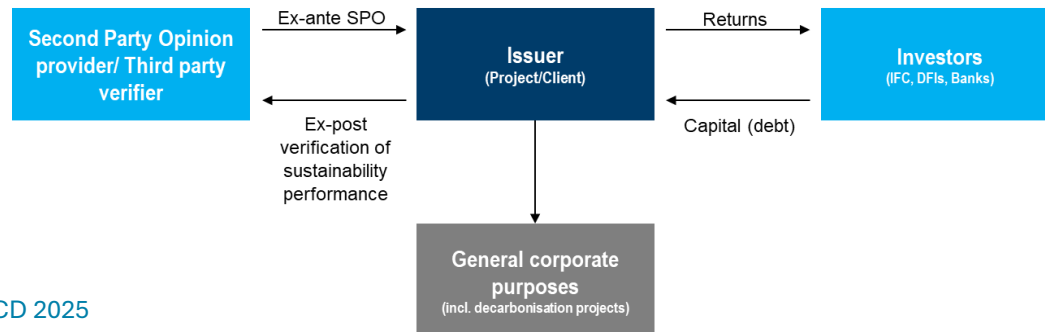 Ex-ante SPO
Returns
Second Party Opinion
provider/ Third party
verifier
Issuer
(Project/Client)
Investors
(IFC, DFIs, Banks)
Ex-post
verification of
sustainability
performance
Capital (debt)
General corporate
purposes
(incl. decarbonisation projects)
CD 2025